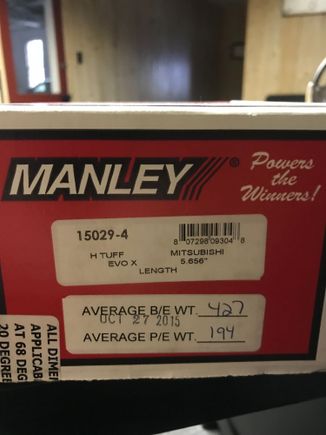 MANLEY®
Powers
the
Winners!
15029-4
8 07298 09304 8
H TUFF MITSUBISHI
EVO X 5.656"
LENGTH
AVERAGE B/E WT. 427
OCT 27 2015
AVERAGE P/E WT. 194
ALL DIME
APPLICAB
AT 68 DEG
20 DEGREE